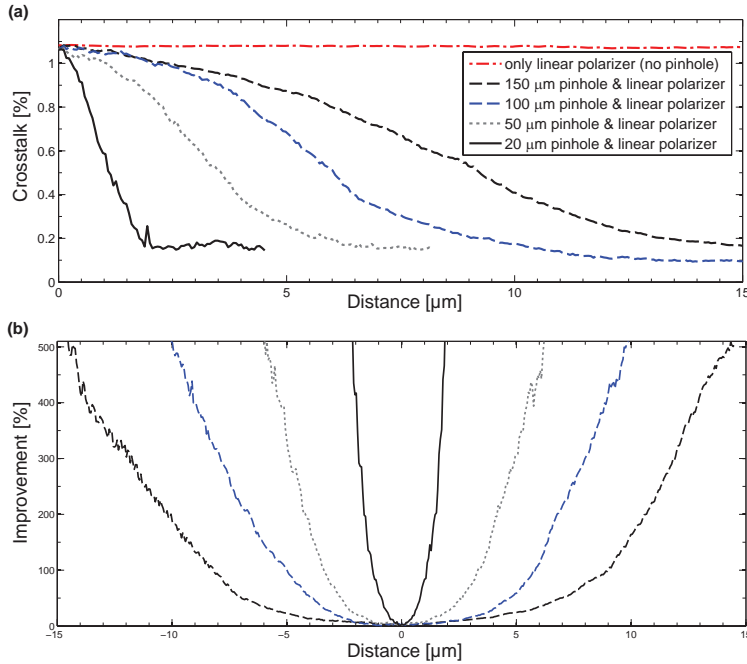 (a)
Crosstalk [%]
1
0.8
0.6
0.4
0.2
0
only linear polarizer (no pinhole)
150 μm pinhole & linear polarizer
100 μm pinhole & linear polarizer
50 μm pinhole & linear polarizer
20 μm pinhole & linear polarizer
0 5 10 15
Distance [μm]
(b)
Improvement [%]
500
400
300
200
100
0
−15 −10 −5 0 5 10 15
Distance [μm]